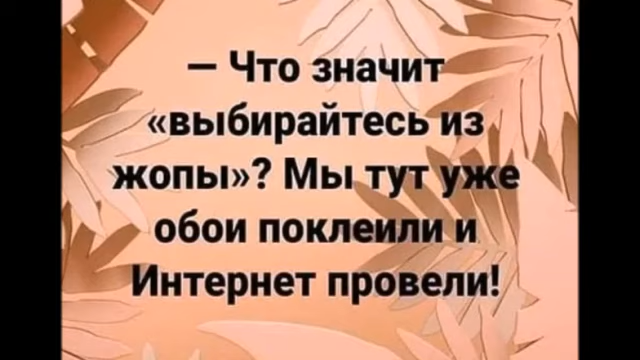 — Что значит
«выбирайтесь из
жопы»? Мы тут уже
обои поклеили и
Интернет провели!